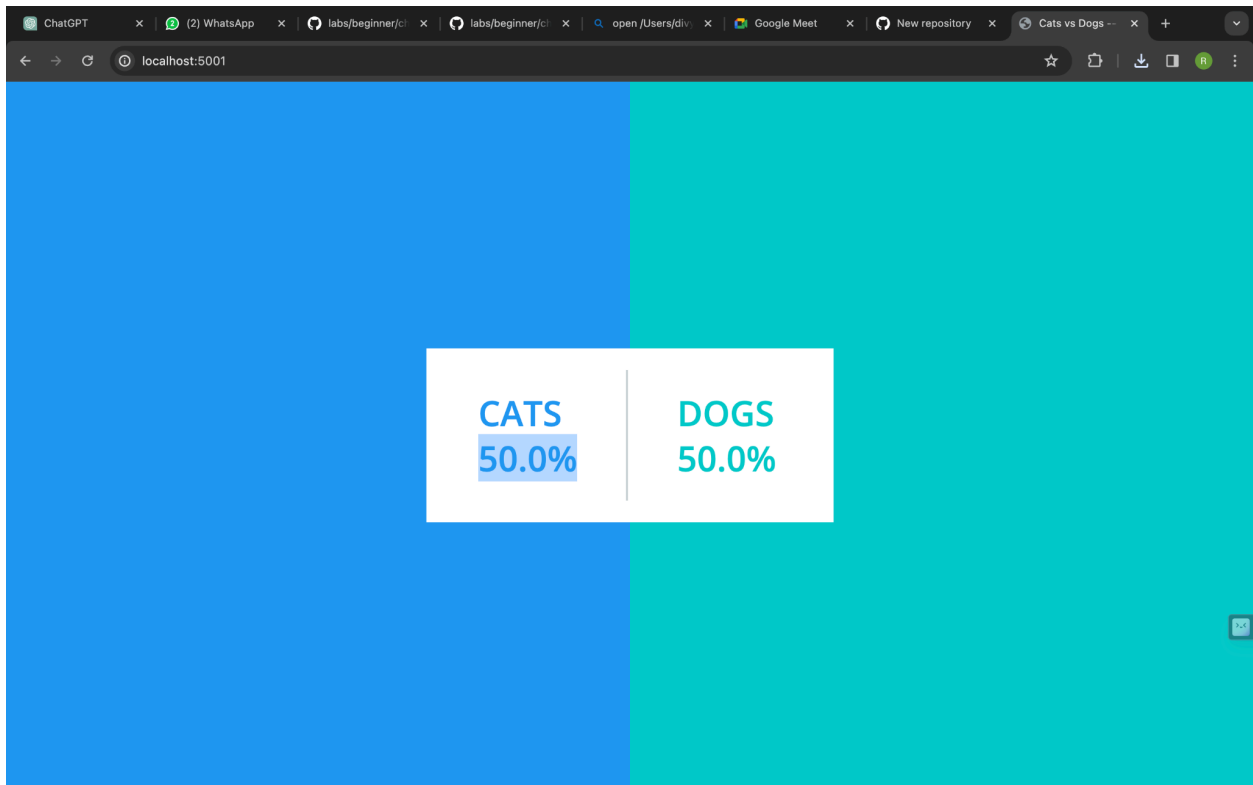 ChatGPT
(2) WhatsApp
labs/beginner/ch
labs/beginner/ch
open /Users/div
Google Meet
New repository
Cats vs Dogs --
localhost:5001
R
CATS
50.0%
DOGS
50.0%